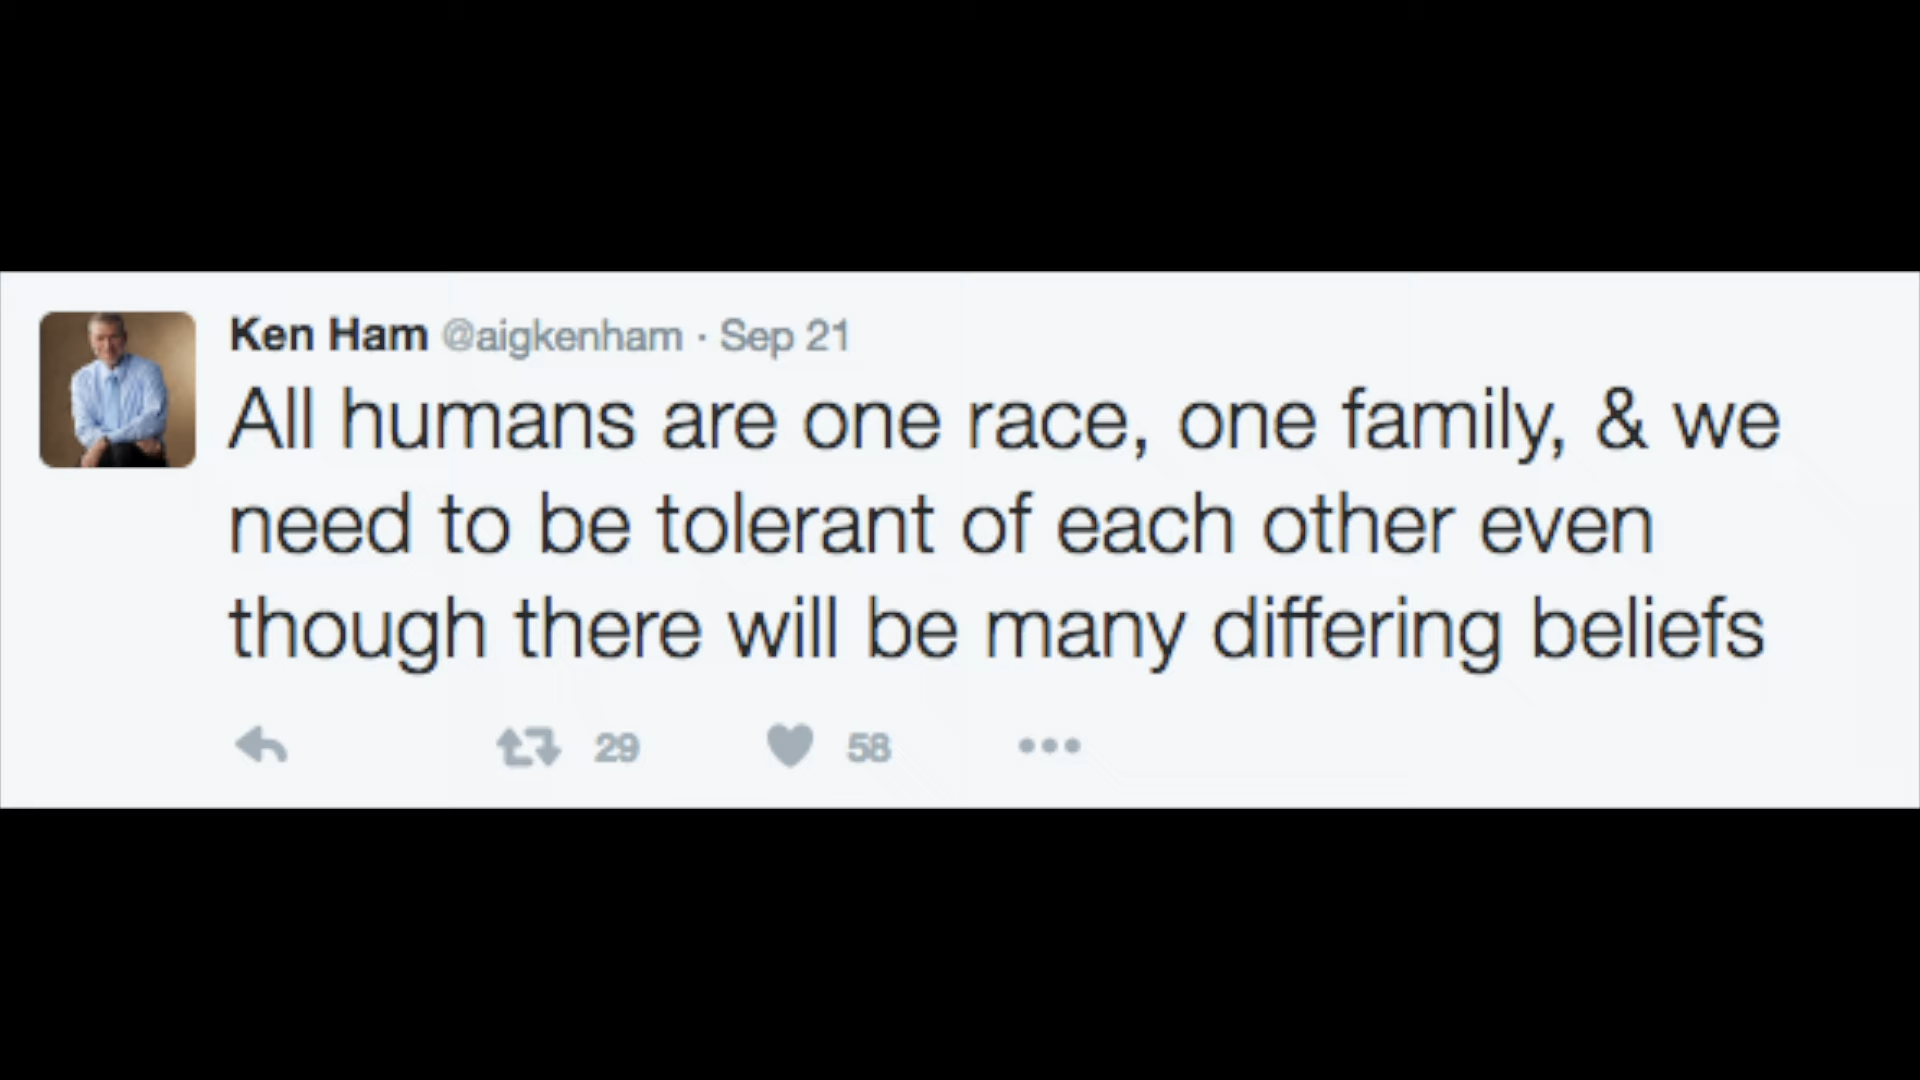 Ken Ham @aigkenham · Sep 21
All humans are one race, one family, & we
need to be tolerant of each other even
though there will be many differing beliefs
29 58